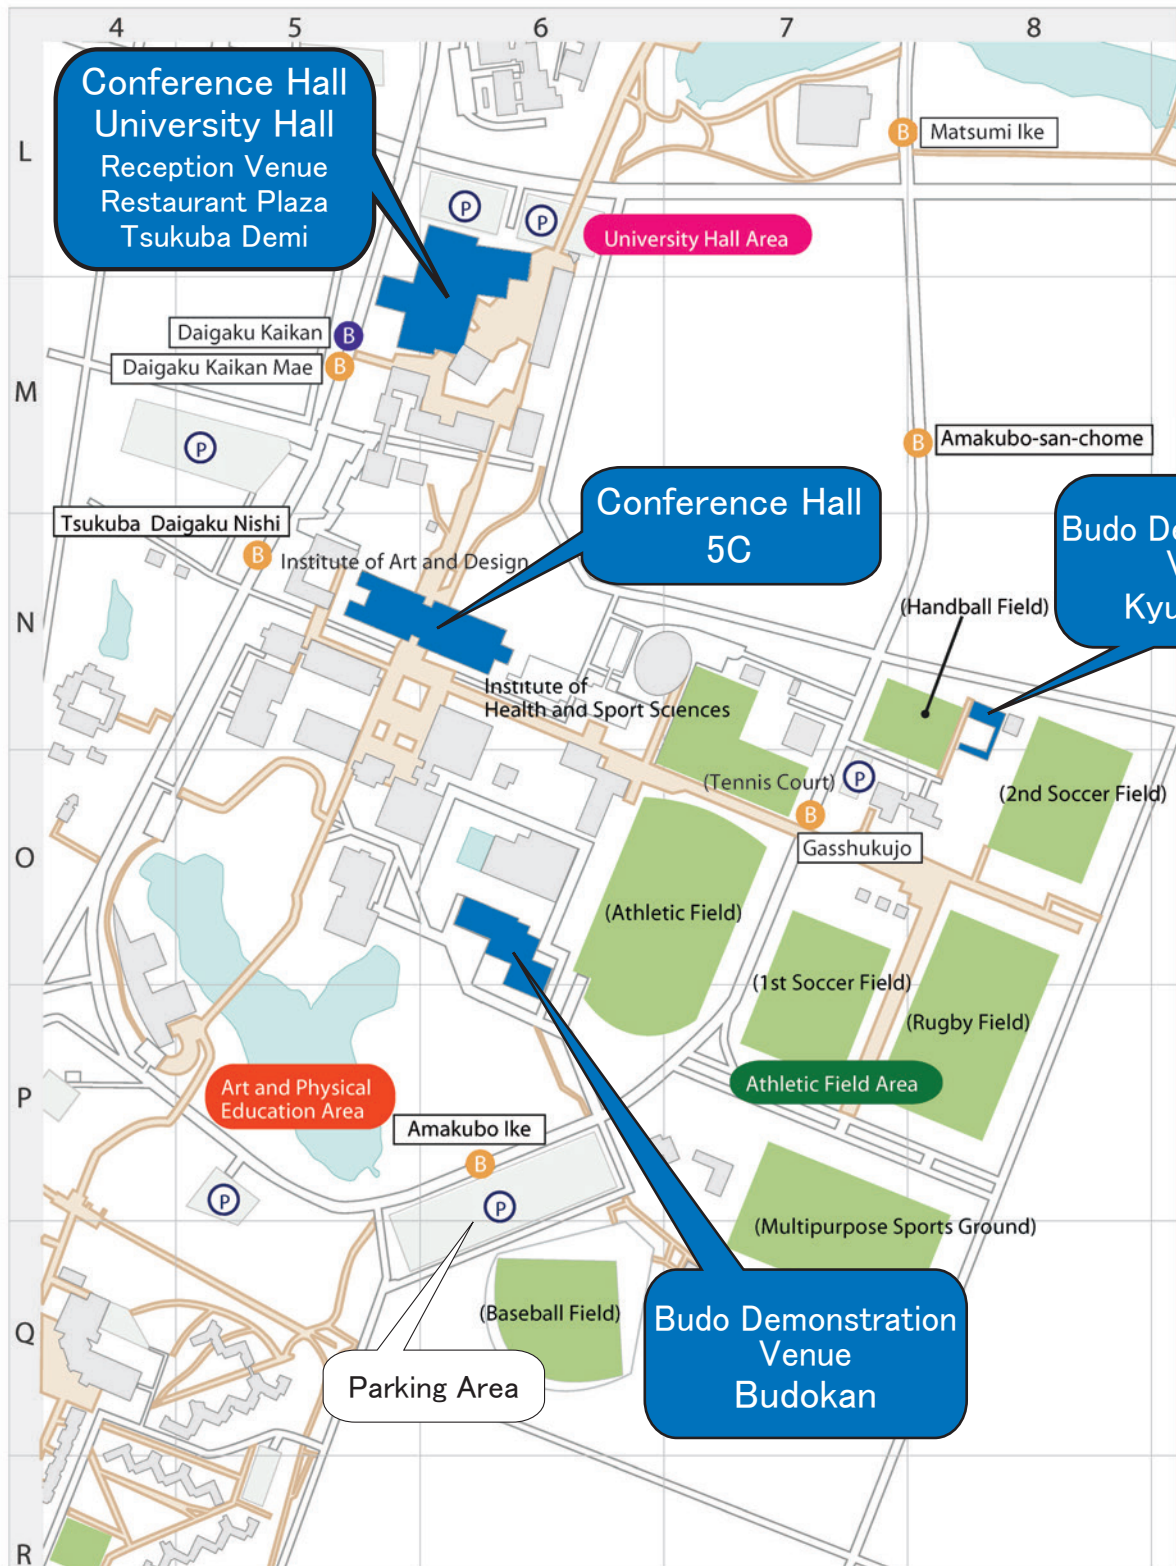 4 5 6 7 8
L
Conference Hall
University Hall
Reception Venue
Restaurant Plaza
Tsukuba Demi
B Matsumi Ike
P
P
University Hall Area
Daigaku Kaikan B
Daigaku Kaikan Mae B
M
P
B Amakubo-san-chome
Conference Hall
5C
Tsukuba Daigaku Nishi
B
Institute of Art and Design
Budo De
V
Kyu
N
(Handball Field)
Institute of
Health and Sport Sciences
(Tennis Court)
P
B
Gasshukujo
(2nd Soccer Field)
O
(Athletic Field)
(1st Soccer Field)
(Rugby Field)
P
Art and Physical
Education Area
Athletic Field Area
Amakubo Ike
B
P
P
(Multipurpose Sports Ground)
Q
(Baseball Field)
Budo Demonstration
Venue
Budokan
Parking Area
R